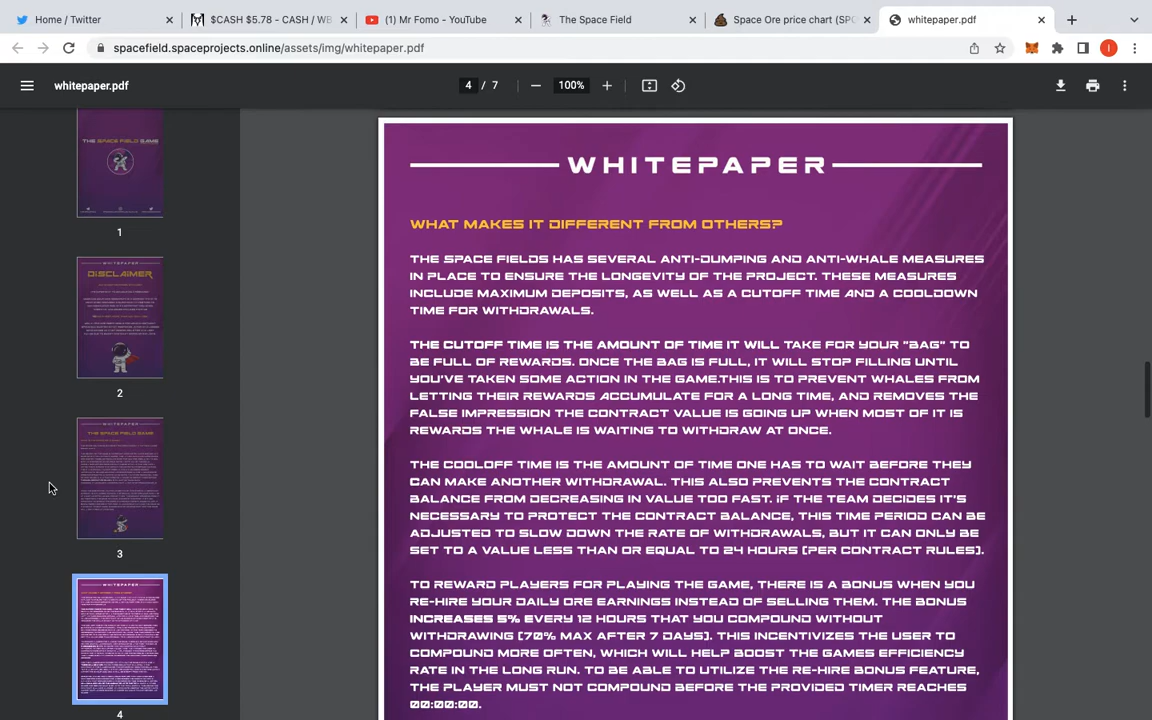 Home / Twitter
$CASH $5.78 - CASH / WB
(1) Mr Fomo - YouTube
The Space Field
Space Ore price chart (SPO
whitepaper.pdf
spacefield.spaceprojects.online/assets/img/whitepaper.pdf
whitepaper.pdf
4 / 7
100%
THE SPACE FIELD GAME
1
WHITEPAPER
DISCLAIMER
2
WHITEPAPER
THE SPACE FIELD GAME
3
WHITEPAPER
4
WHITEPAPER
WHAT MAKES IT DIFFERENT FROM OTHERS?
THE SPACE FIELDS HAS SEVERAL ANTI-DUMPING AND ANTI-WHALE MEASURES
IN PLACE TO ENSURE THE LONGEVITY OF THE PROJECT. THESE MEASURES
INCLUDE MAXIMUM DEPOSITS, AS WELL AS A CUTOFF TIME AND A COOLDOWN
TIME FOR WITHDRAWALS.
THE CUTOFF TIME IS THE AMOUNT OF TIME IT WILL TAKE FOR YOUR "BAG" TO
BE FULL OF REWARDS. ONCE THE BAG IS FULL, IT WILL STOP FILLING UNTIL
YOU'VE TAKEN SOME ACTION IN THE GAME.THIS IS TO PREVENT WHALES FROM
LETTING THEIR REWARDS ACCUMULATE FOR A LONG TIME, AND REMOVES THE
FALSE IMPRESSION THE CONTRACT VALUE IS GOING UP WHEN MOST OF IT IS
REWARDS THE WHALE IS WAITING TO WITHDRAW AT ONCE.
THE COOLOFF TIME IS THE AMOUNT OF TIME ONE HAS TO WAIT BEFORE THEY
CAN MAKE ANOTHER WITHDRAWAL. THIS ALSO PREVENTS THE CONTRACT
BALANCE FROM DECREASING IN VALUE TOO FAST. IF THE TEAM DECIDES IT'S
NECESSARY TO PROTECT THE CONTRACT BALANCE, THIS TIME PERIOD CAN BE
ADJUSTED TO SLOW DOWN THE RATE OF WITHDRAWALS, BUT IT CAN ONLY BE
SET TO A VALUE LESS THAN OR EQUAL TO 24 HOURS (PER CONTRACT RULES).
TO REWARD PLAYERS FOR PLAYING THE GAME, THERE IS A BONUS WHEN YOU
RE-HIRE YOUR DAILY ORE EARNINGS INSTEAD OF SELLING THEM. THE BONUS
INCREASES 5% EVERY 12 HOURS THAT YOU COMPOUND WITHOUT
WITHDRAWING (70% MAX AFTER 7 DAYS). THIS INCENTIVIZES THE USER TO
COMPOUND MORE OFTEN, WHICH WILL HELP BOOST THE GAMES EFFICIENCY
RATE IN THE LONG RUN. TO BE ABLE TO UTILIZE THE RE-HIRE BONUS FEATURE,
THE PLAYER MUST NOT COMPOUND BEFORE THE PROVIDED TIMER REACHES
00:00:00.